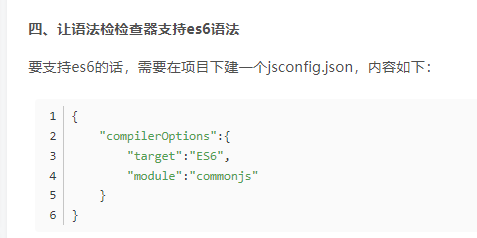 四、让语法检检查器支持es6语法
要支持es6的话，需要在项目下建一个jsconfig.json，内容如下：
1 {
2     "compilerOptions":{
3         "target":"ES6",
4         "module":"commonjs"
5     }
6 }